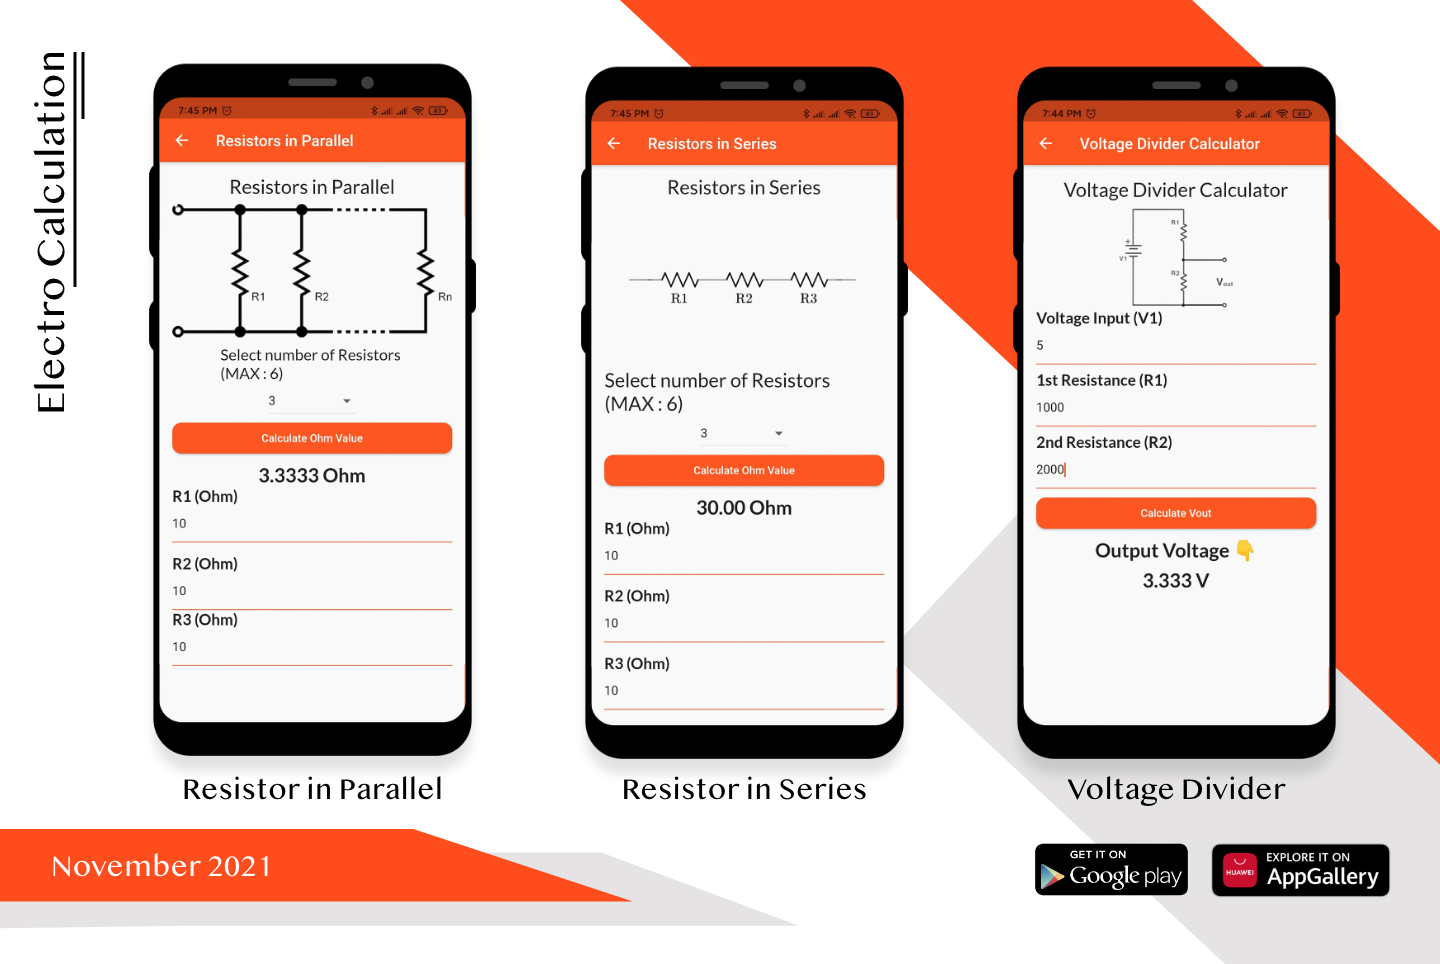 Electro Calculation
7:45 PM
49
Resistors in Parallel
Resistors in Parallel
R1
R2
Rn
Select number of Resistors
(MAX : 6)
3
Calculate Ohm Value
3.3333 Ohm
R1 (Ohm)
10
R2 (Ohm)
10
R3 (Ohm)
10
Resistor in Parallel
7:45 PM
49
Resistors in Series
Resistors in Series
R1
R2
R3
Select number of Resistors
(MAX : 6)
3
Calculate Ohm Value
30.00 Ohm
R1 (Ohm)
10
R2 (Ohm)
10
R3 (Ohm)
10
Resistor in Series
7:44 PM
49
Voltage Divider Calculator
Voltage Divider Calculator
R1
+
V1
R2
Vout
Voltage Input (V1)
5
1st Resistance (R1)
1000
2nd Resistance (R2)
2000
Calculate Vout
Output Voltage 👇
3.333 V
Voltage Divider
November 2021
GET IT ON
Google play
HUAWEI
EXPLORE IT ON
AppGallery